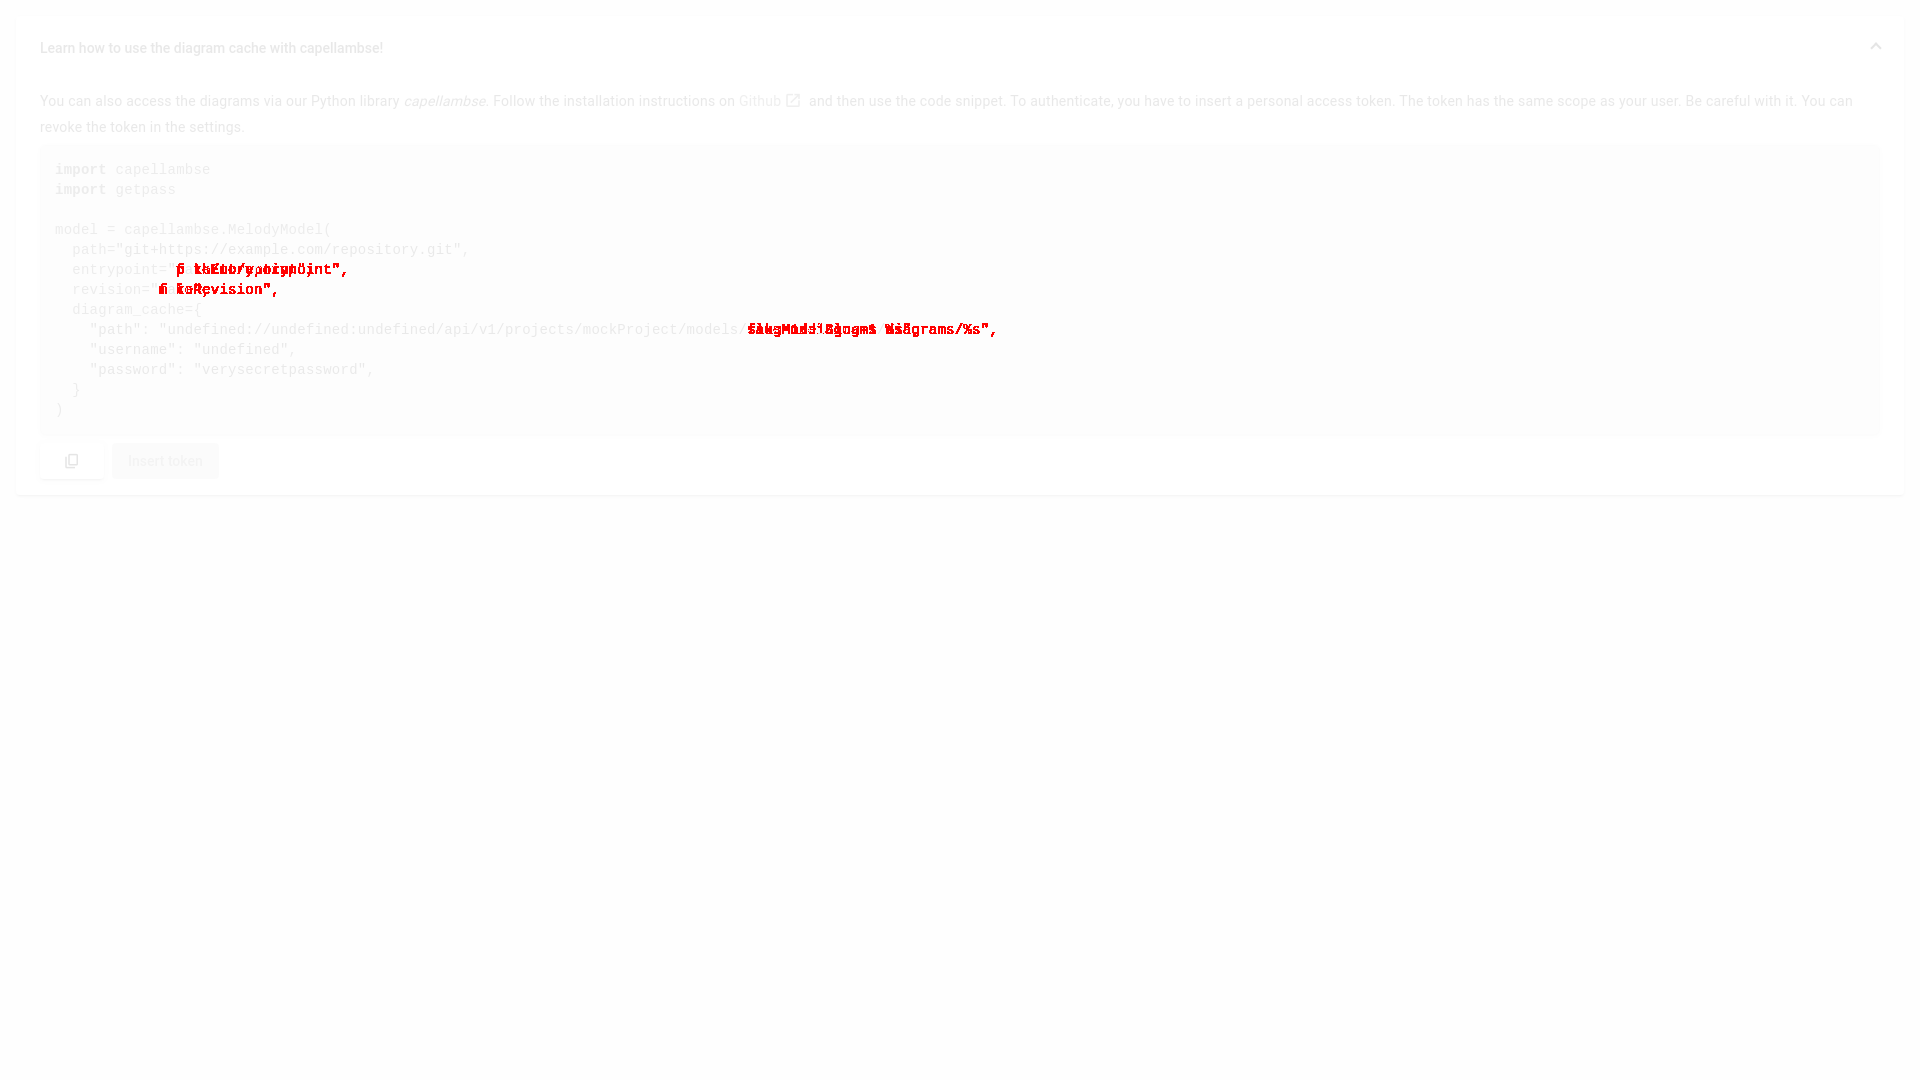 Learn how to use the diagram cache with capellambse!
You can also access the diagrams via our Python library capellambse. Follow the installation instructions on Github and then use the code snippet. To authenticate, you have to insert a personal access token. The token has the same scope as your user. Be careful with it. You can
revoke the token in the settings.
import capellambse
import getpass
model = capellambse.MelodyModel(
path="git+https://example.com/repository.git",
entrypoint="
revision="
diagram_cache={
"path": "undefined://undefined:undefined/api/v1/projects/mockProject/models/
"username": "undefined",
"password": "verysecretpassword",
}
)
Insert token